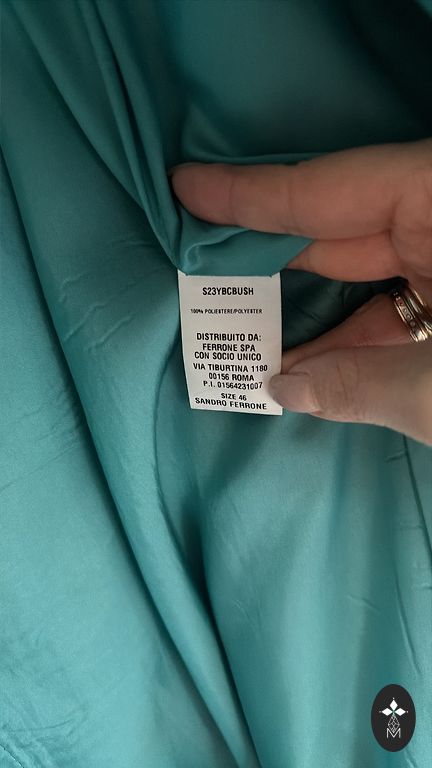 S23YBCBUSH
100% POLIESTERE/POLYESTER
DISTRIBUITO DA:
FERRONE SPA
CON SOCIO UNICO
VIA TIBURTINA 1180
00156 ROMA
P.I. 01564231007
SIZE 46
SANDRO FERRONE
M